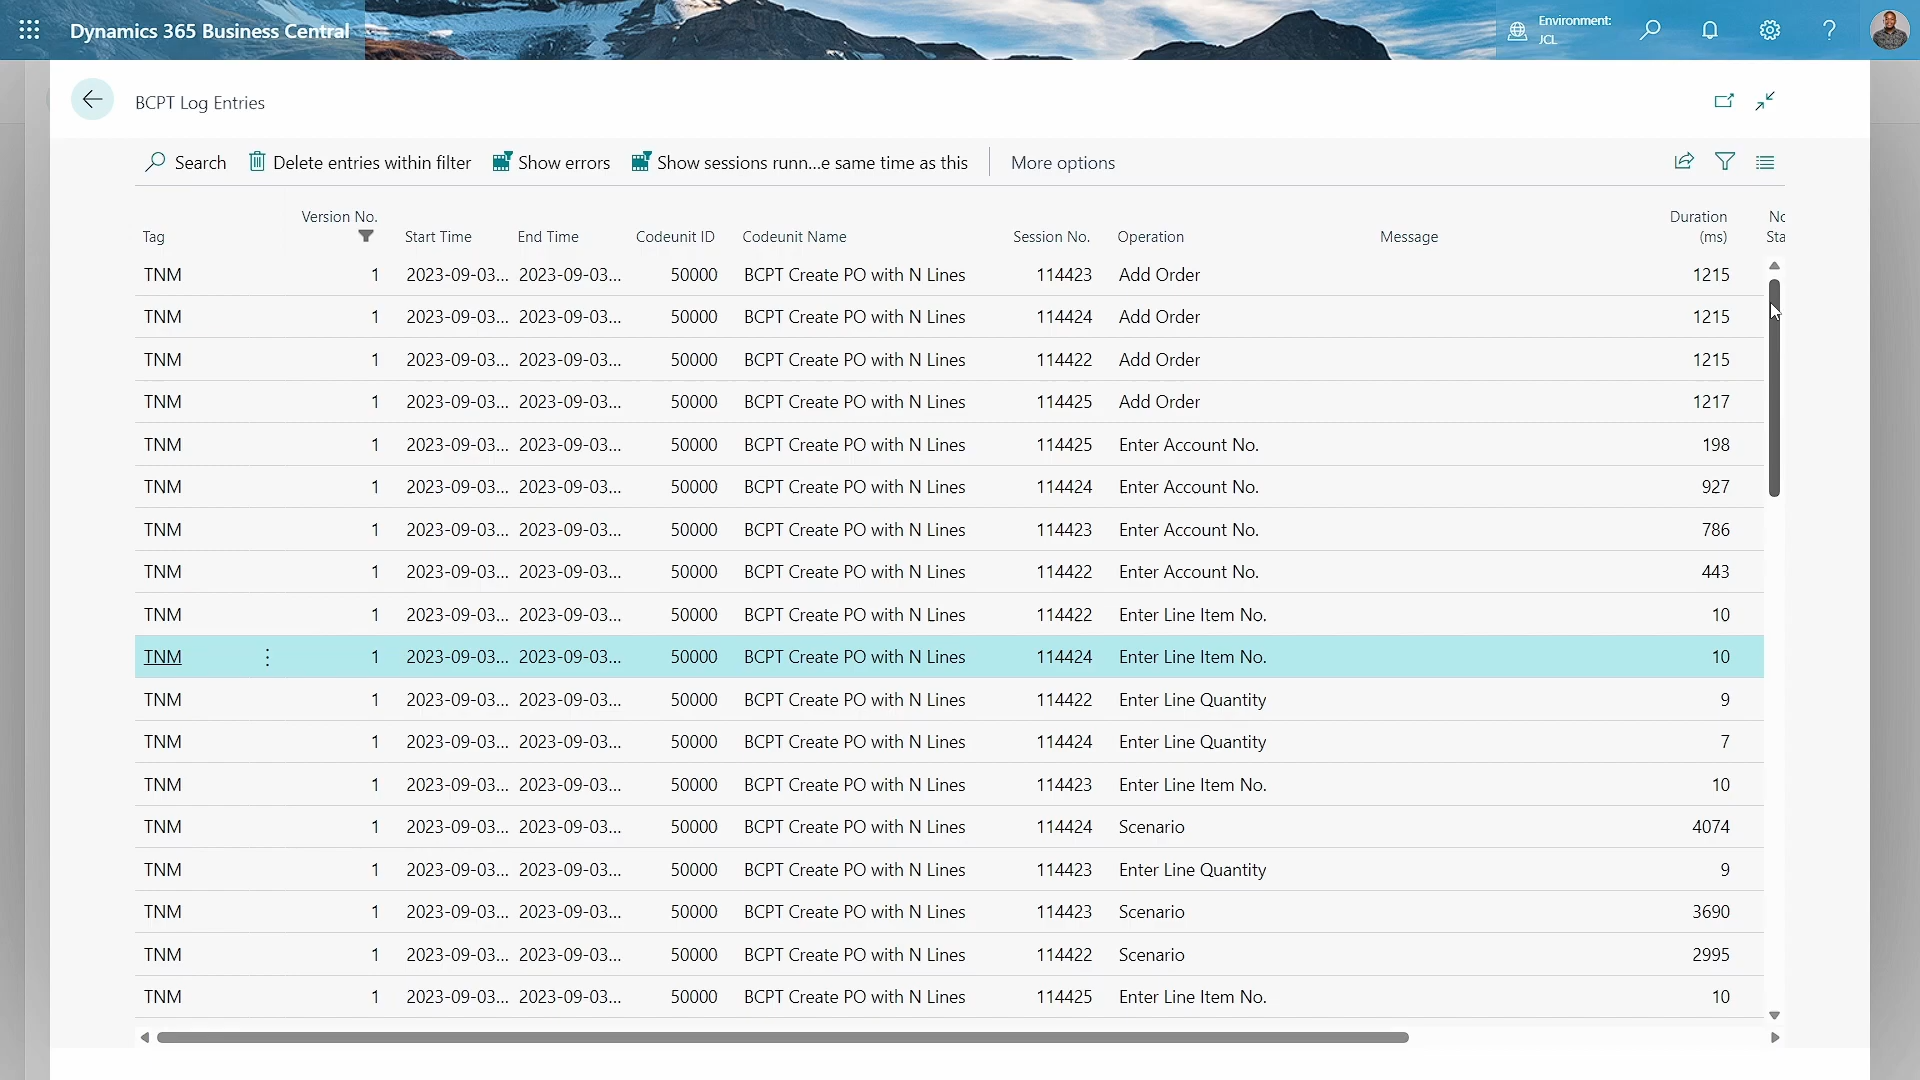 Dynamics 365 Business Central
Environment:
JCL
BCPT Log Entries
Search Delete entries within filter Show errors Show sessions runn...e same time as this More options
Version No. Duration No
Tag Start Time End Time Codeunit ID Codeunit Name Session No. Operation Message (ms) Sta
TNM 1 2023-09-03... 2023-09-03... 50000 BCPT Create PO with N Lines 114423 Add Order 1215
TNM 1 2023-09-03... 2023-09-03... 50000 BCPT Create PO with N Lines 114424 Add Order 1215
TNM 1 2023-09-03... 2023-09-03... 50000 BCPT Create PO with N Lines 114422 Add Order 1215
TNM 1 2023-09-03... 2023-09-03... 50000 BCPT Create PO with N Lines 114425 Add Order 1217
TNM 1 2023-09-03... 2023-09-03... 50000 BCPT Create PO with N Lines 114425 Enter Account No. 198
TNM 1 2023-09-03... 2023-09-03... 50000 BCPT Create PO with N Lines 114424 Enter Account No. 927
TNM 1 2023-09-03... 2023-09-03... 50000 BCPT Create PO with N Lines 114423 Enter Account No. 786
TNM 1 2023-09-03... 2023-09-03... 50000 BCPT Create PO with N Lines 114422 Enter Account No. 443
TNM 1 2023-09-03... 2023-09-03... 50000 BCPT Create PO with N Lines 114422 Enter Line Item No. 10
TNM 1 2023-09-03... 2023-09-03... 50000 BCPT Create PO with N Lines 114424 Enter Line Item No. 10
TNM 1 2023-09-03... 2023-09-03... 50000 BCPT Create PO with N Lines 114422 Enter Line Quantity 9
TNM 1 2023-09-03... 2023-09-03... 50000 BCPT Create PO with N Lines 114424 Enter Line Quantity 7
TNM 1 2023-09-03... 2023-09-03... 50000 BCPT Create PO with N Lines 114423 Enter Line Item No. 10
TNM 1 2023-09-03... 2023-09-03... 50000 BCPT Create PO with N Lines 114424 Scenario 4074
TNM 1 2023-09-03... 2023-09-03... 50000 BCPT Create PO with N Lines 114423 Enter Line Quantity 9
TNM 1 2023-09-03... 2023-09-03... 50000 BCPT Create PO with N Lines 114423 Scenario 3690
TNM 1 2023-09-03... 2023-09-03... 50000 BCPT Create PO with N Lines 114422 Scenario 2995
TNM 1 2023-09-03... 2023-09-03... 50000 BCPT Create PO with N Lines 114425 Enter Line Item No. 10